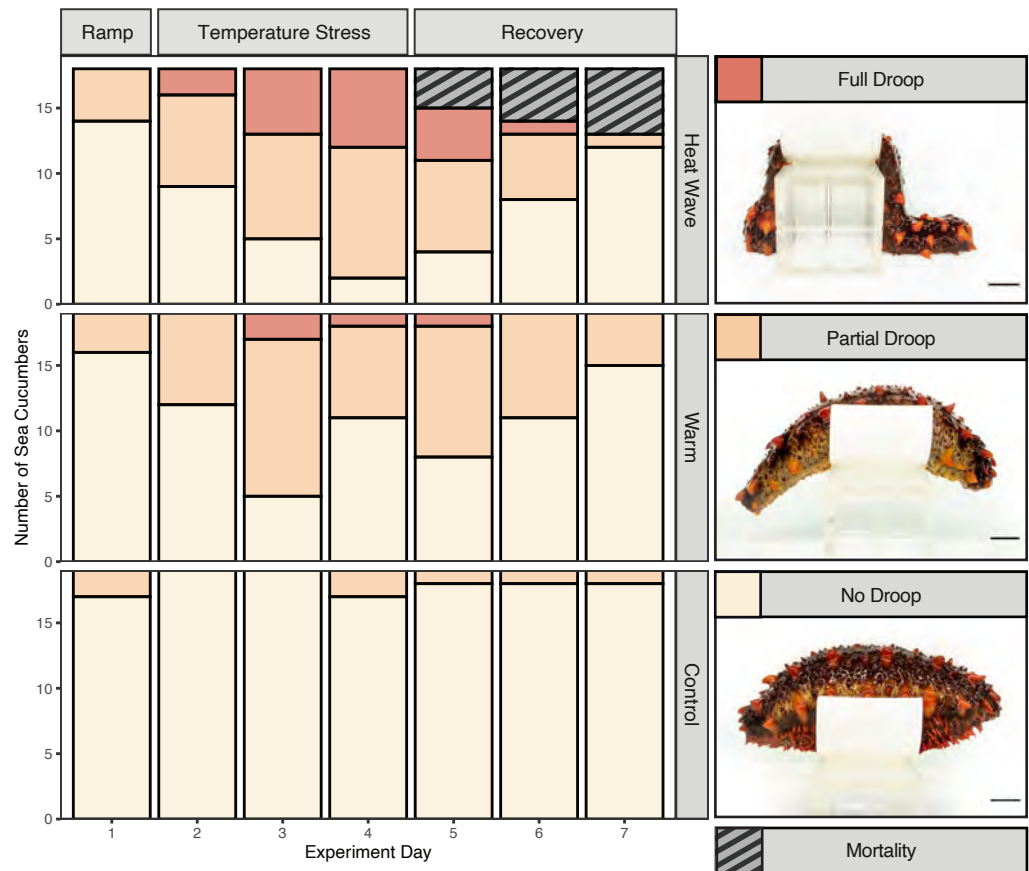 Ramp
Temperature Stress
Recovery
Number of Sea Cucumbers
15
10
5
0
Heat Wave
15
10
5
0
Warm
15
10
5
0
Control
1
2
3
4
5
6
7
Experiment Day
Full Droop
Partial Droop
No Droop
Mortality